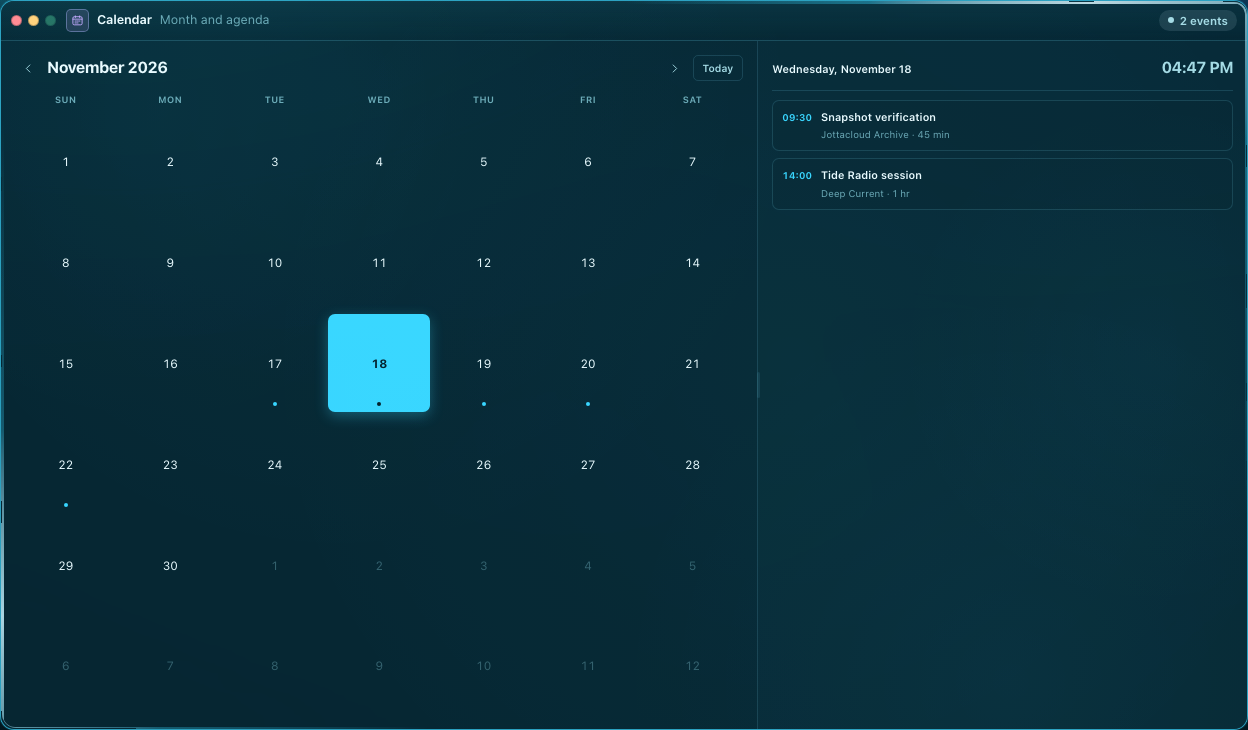 Calendar Month and agenda
2 events
November 2026
Today
SUN MON TUE WED THU FRI SAT
1 2 3 4 5 6 7
8 9 10 11 12 13 14
15 16 17 18 19 20 21
22 23 24 25 26 27 28
29 30 1 2 3 4 5
6 7 8 9 10 11 12
Wednesday, November 18 04:47 PM
09:30 Snapshot verification
Jottacloud Archive · 45 min
14:00 Tide Radio session
Deep Current · 1 hr